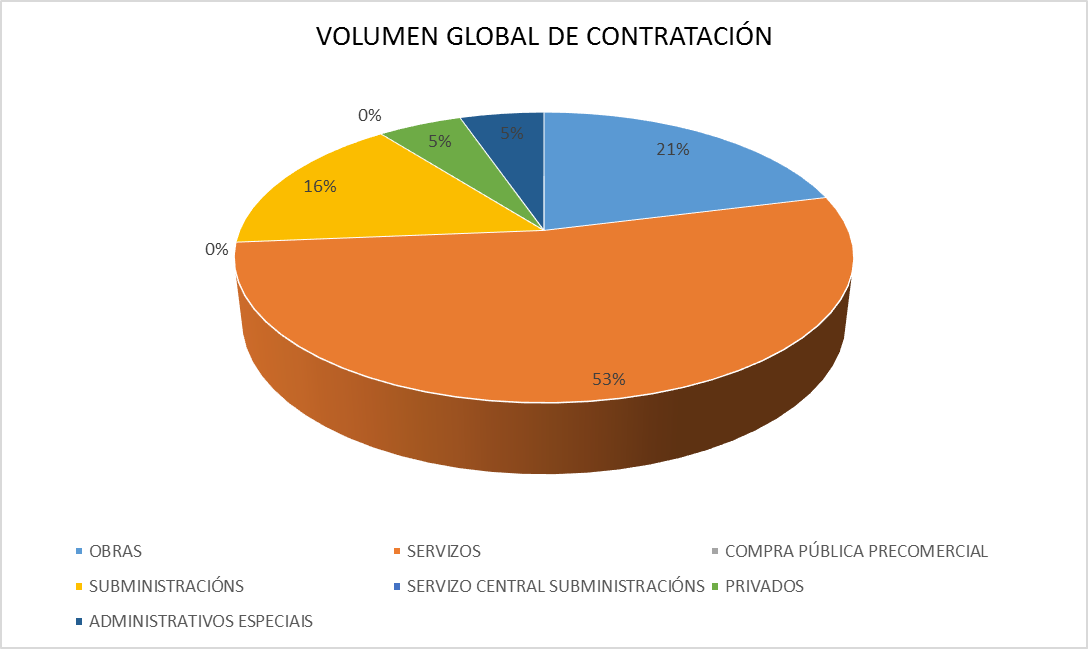 VOLUMEN GLOBAL DE CONTRATACIÓN
0%
5%
5%
21%
16%
0%
53%
OBRAS
SERVIZOS
COMPRA PÚBLICA PRECOMERCIAL
SUBMINISTRACIÓNS
SERVIZO CENTRAL SUBMINISTRACIÓNS
PRIVADOS
ADMINISTRATIVOS ESPECIAIS